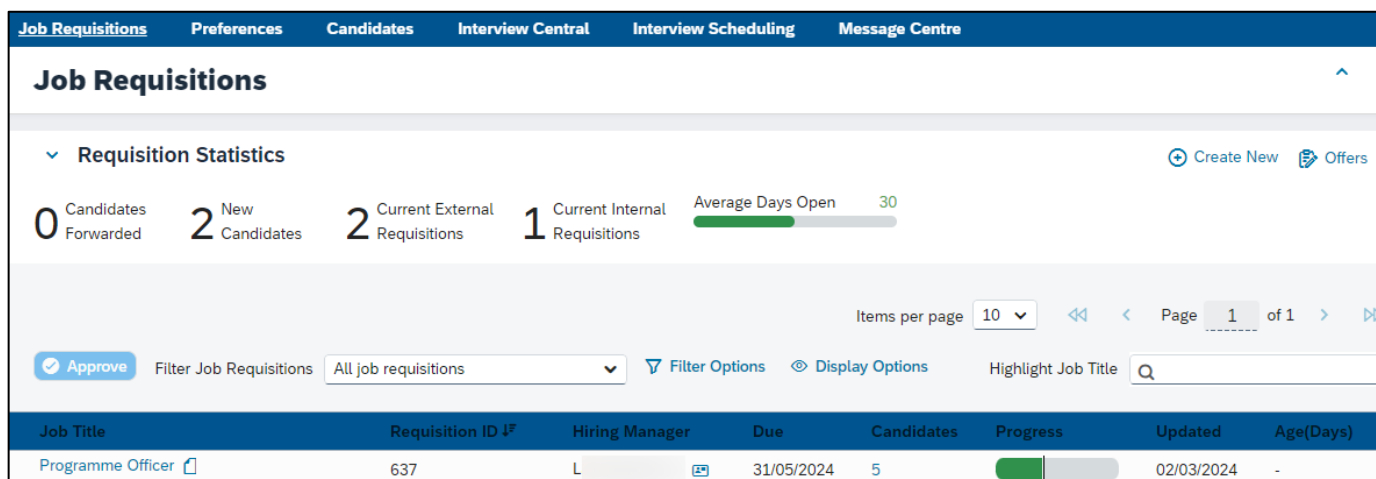 Job Requisitions Preferences Candidates Interview Central Interview Scheduling Message Centre
Job Requisitions
Requisition Statistics
Create New Offers
0 Candidates Forwarded
2 New Candidates
2 Current External Requisitions
1 Current Internal Requisitions
Average Days Open 30
Items per page 10 Page 1 of 1
Approve Filter Job Requisitions All job requisitions Filter Options Display Options Highlight Job Title
Job Title Requisition ID Hiring Manager Due Candidates Progress Updated Age(Days)
Programme Officer 637 L 31/05/2024 5 02/03/2024 -